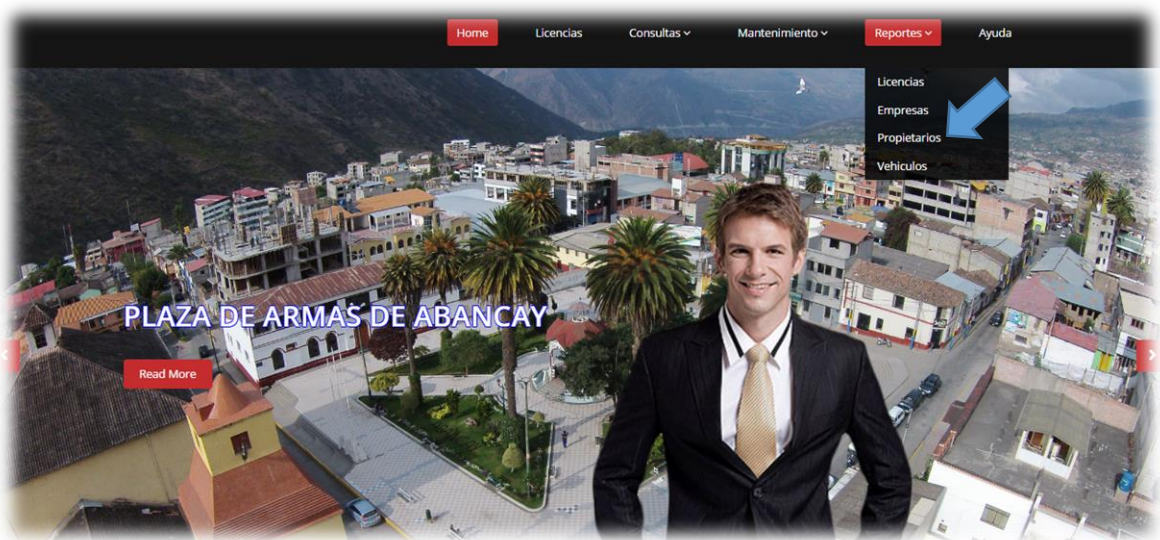 Home Licencias Consultas Mantenimiento Reportes Ayuda
Licencias
Empresas
Propietarios
Vehiculos
PLAZA DE ARMAS DE ABANCAY
Read More